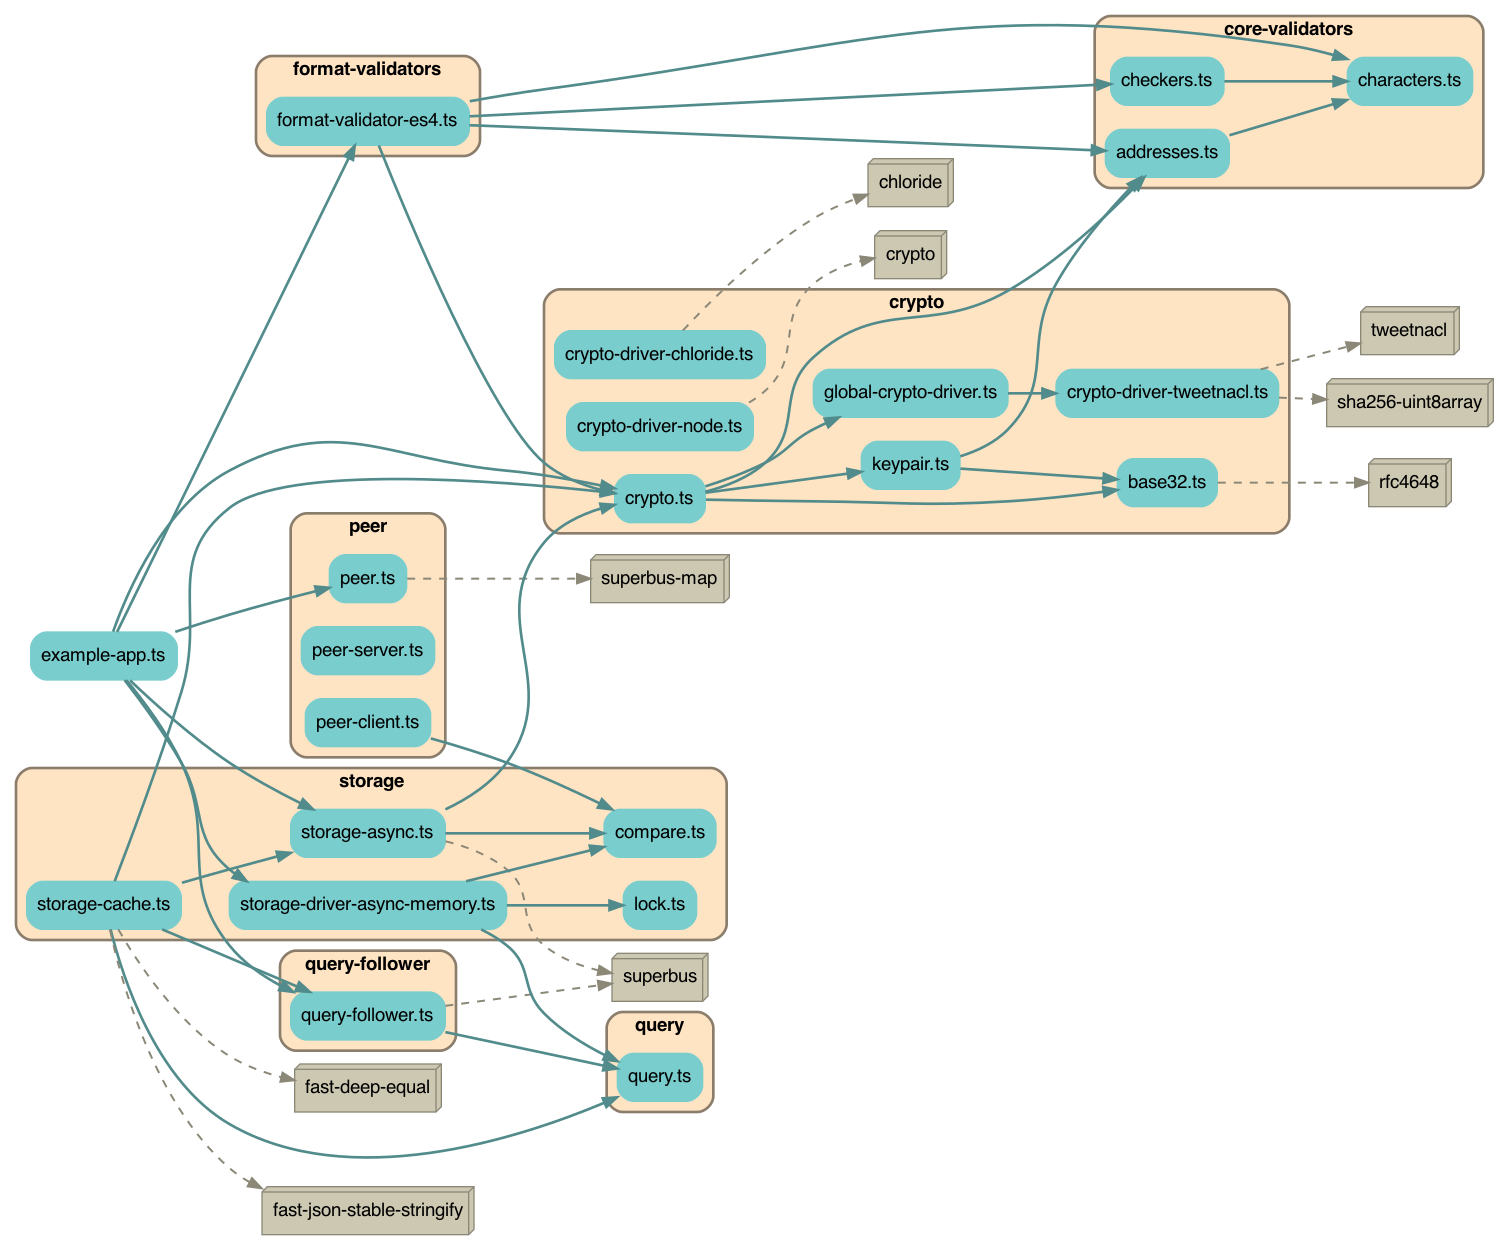 core-validators
format-validators
checkers.ts
characters.ts
format-validator-es4.ts
addresses.ts
chloride
crypto
crypto
tweetnacl
crypto-driver-chloride.ts
global-crypto-driver.ts
crypto-driver-tweetnacl.ts
sha256-uint8array
crypto-driver-node.ts
keypair.ts
base32.ts
rfc4648
crypto.ts
peer
peer.ts
superbus-map
example-app.ts
peer-server.ts
peer-client.ts
storage
storage-async.ts
compare.ts
storage-cache.ts
storage-driver-async-memory.ts
lock.ts
query-follower
superbus
query-follower.ts
query
query.ts
fast-deep-equal
fast-json-stable-stringify